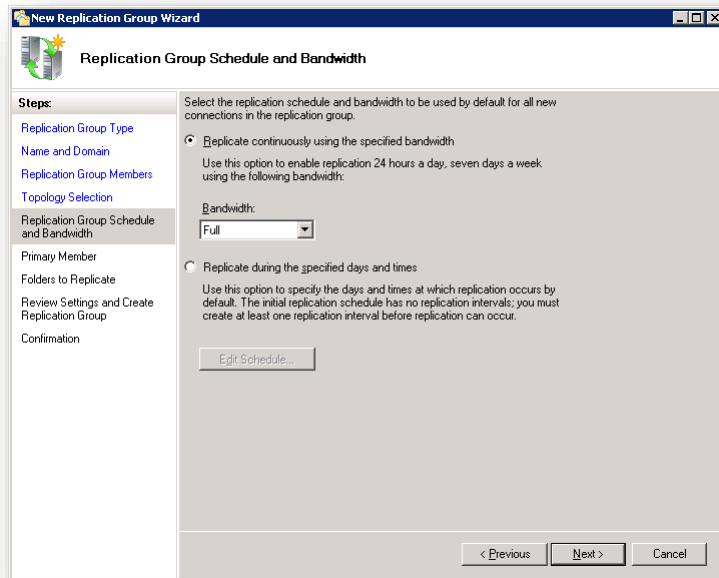 New Replication Group Wizard
Replication Group Schedule and Bandwidth
Steps:
Replication Group Type
Name and Domain
Replication Group Members
Topology Selection
Replication Group Schedule
and Bandwidth
Primary Member
Folders to Replicate
Review Settings and Create
Replication Group
Confirmation
Select the replication schedule and bandwidth to be used by default for all new
connections in the replication group.
Replicate continuously using the specified bandwidth
Use this option to enable replication 24 hours a day, seven days a week
using the following bandwidth:
Bandwidth:
Full
Replicate during the specified days and times
Use this option to specify the days and times at which replication occurs by
default. The initial replication schedule has no replication intervals; you must
create at least one replication interval before replication can occur.
Edit Schedule...
< Previous
Next >
Cancel